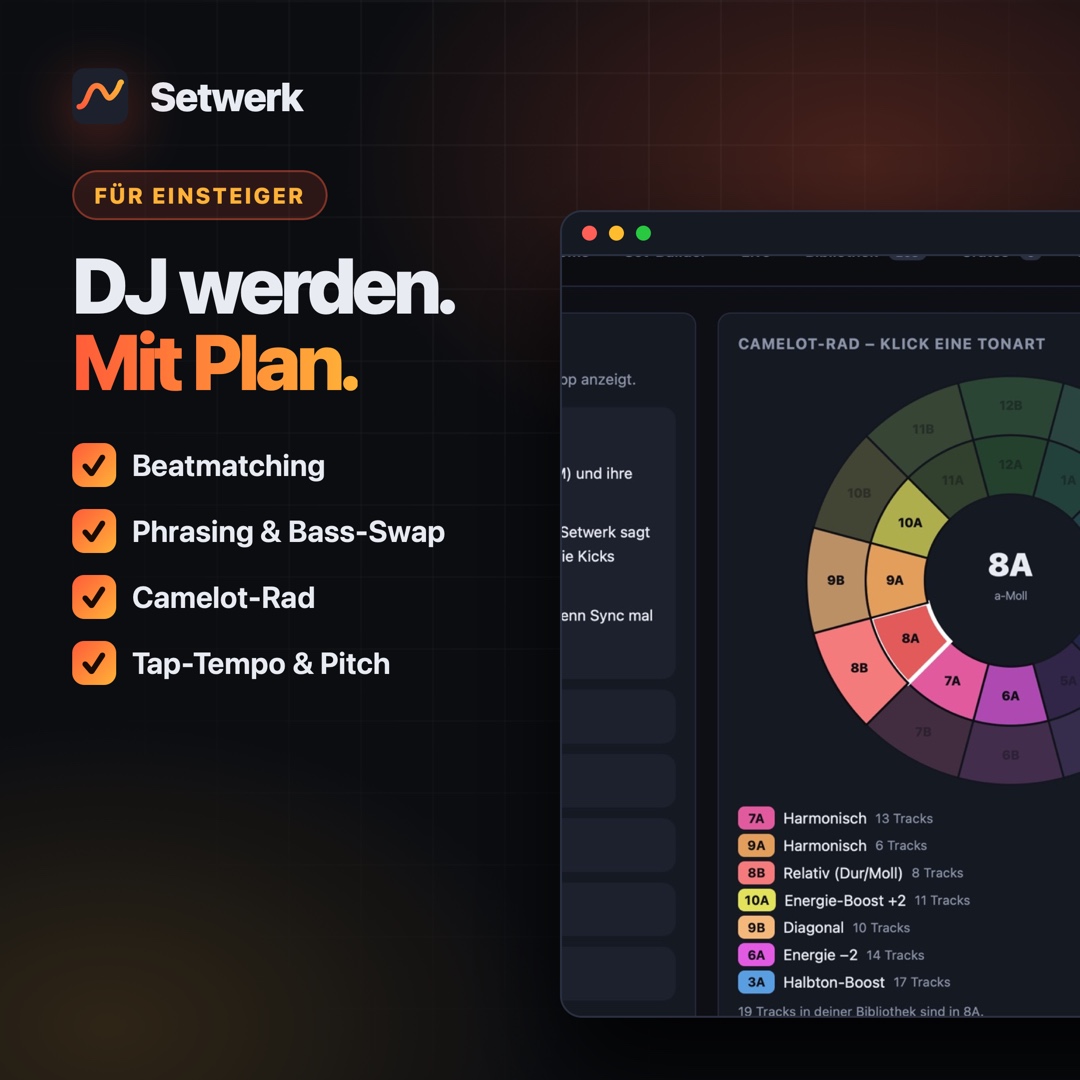 Setwerk
FÜR EINSTEIGER
DJ werden.
Mit Plan.
Beatmatching
Phrasing & Bass-Swap
Camelot-Rad
Tap-Tempo & Pitch
anzeigt.
und ihre
Setwerk sagt
Kicks
Sync mal
CAMELOT-RAD – KLICK EINE TONART
12B
11B
12A
11A
1A
10B
10A
9B
9A
8A
a-Moll
8A
8B
7A
6A
5A
7B
6B
7A Harmonisch 13 Tracks
9A Harmonisch 6 Tracks
8B Relativ (Dur/Moll) 8 Tracks
10A Energie-Boost +2 11 Tracks
9B Diagonal 10 Tracks
6A Energie −2 14 Tracks
3A Halbton-Boost 17 Tracks
19 Tracks in deiner Bibliothek sind in 8A.